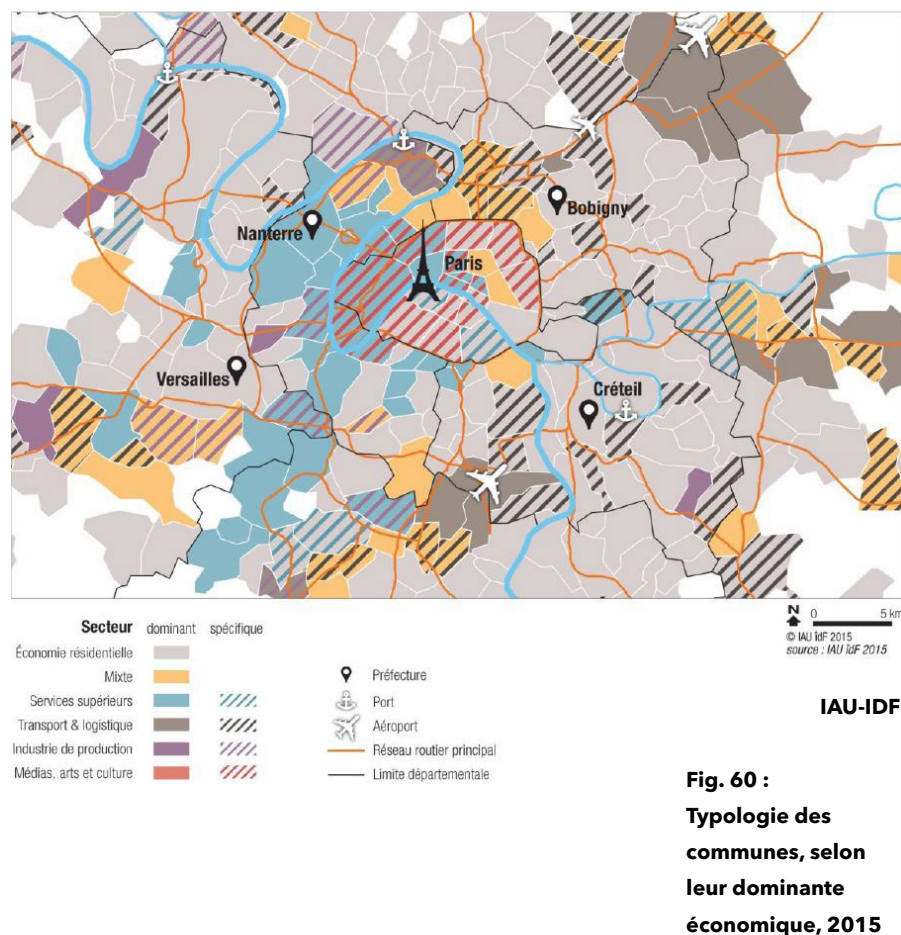 Nanterre
Bobigny
Paris
Versailles
Créteil
Secteur dominant spécifique
Économie résidentielle
Mixte
Services supérieurs
Transport & logistique
Industrie de production
Médias, arts et culture
Préfecture
Port
Aéroport
Réseau routier principal
Limite départementale
N 0 5 km
© IAU îdF 2015
source : IAU îdF 2015
IAU-IDF
Fig. 60 :
Typologie des
communes, selon
leur dominante
économique, 2015